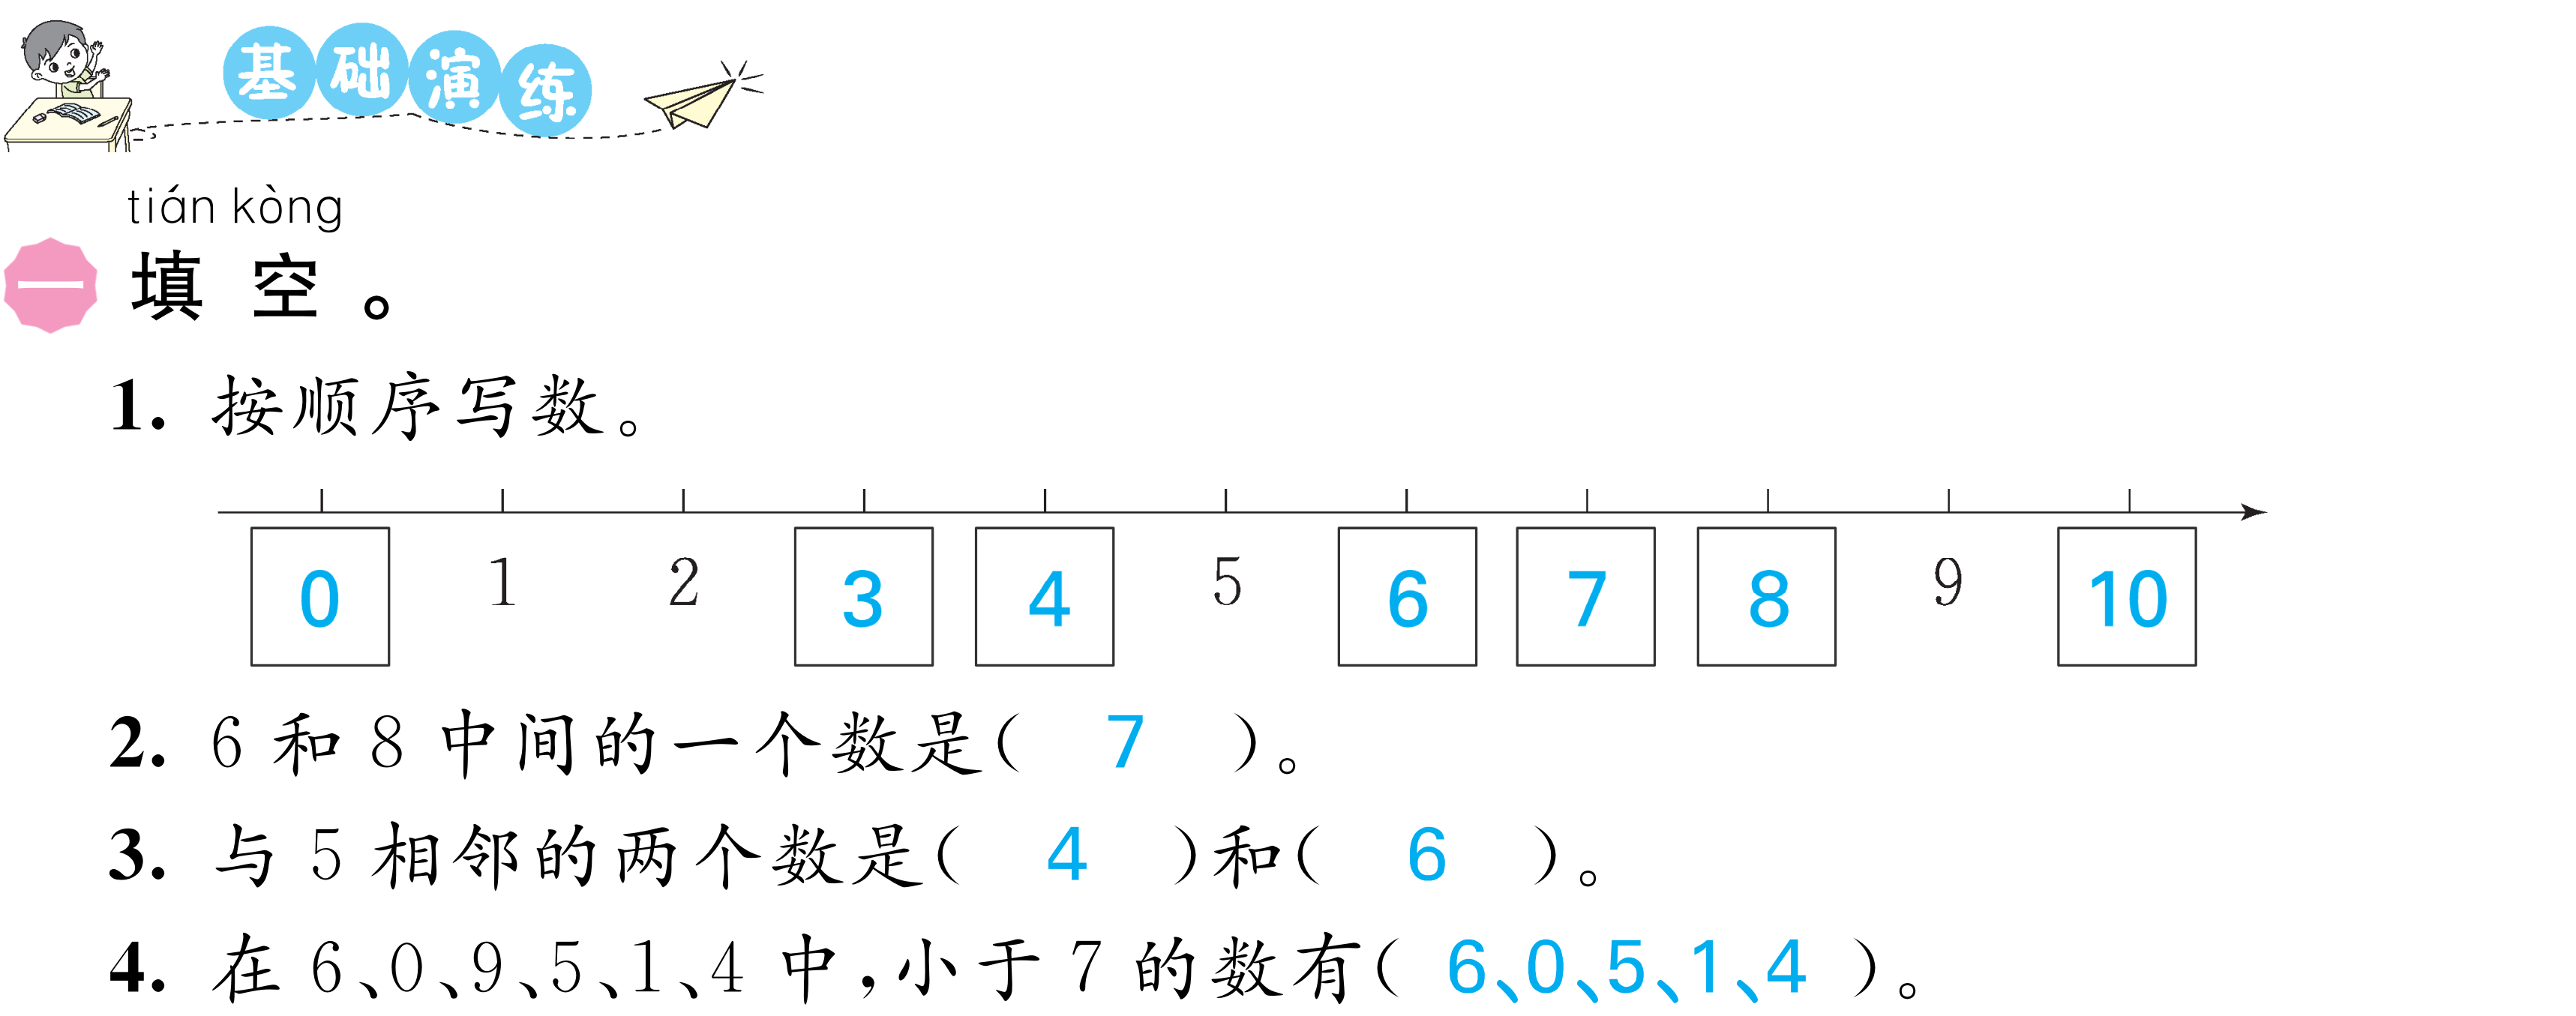 基础演练
tián kòng
一 填空。
1. 按顺序写数。
0 1 2 3 4 5 6 7 8 9 10
2. 6 和 8 中间的一个数是( 7 )。
3. 与 5 相邻的两个数是( 4 )和( 6 )。
4. 在 6、0、9、5、1、4 中,小于 7 的数有( 6、0、5、1、4 )。